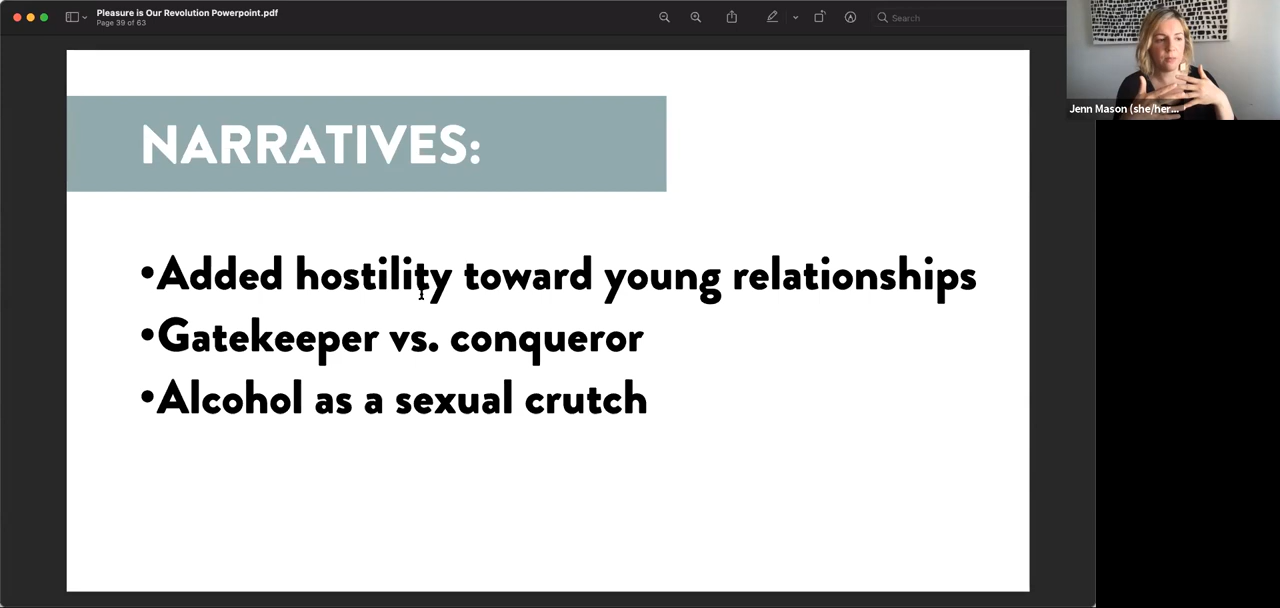 Pleasure is Our Revolution Powerpoint.pdf
Page 39 of 63
Search
Jenn Mason (she/her...
NARRATIVES:
•Added hostility toward young relationships
•Gatekeeper vs. conqueror
•Alcohol as a sexual crutch